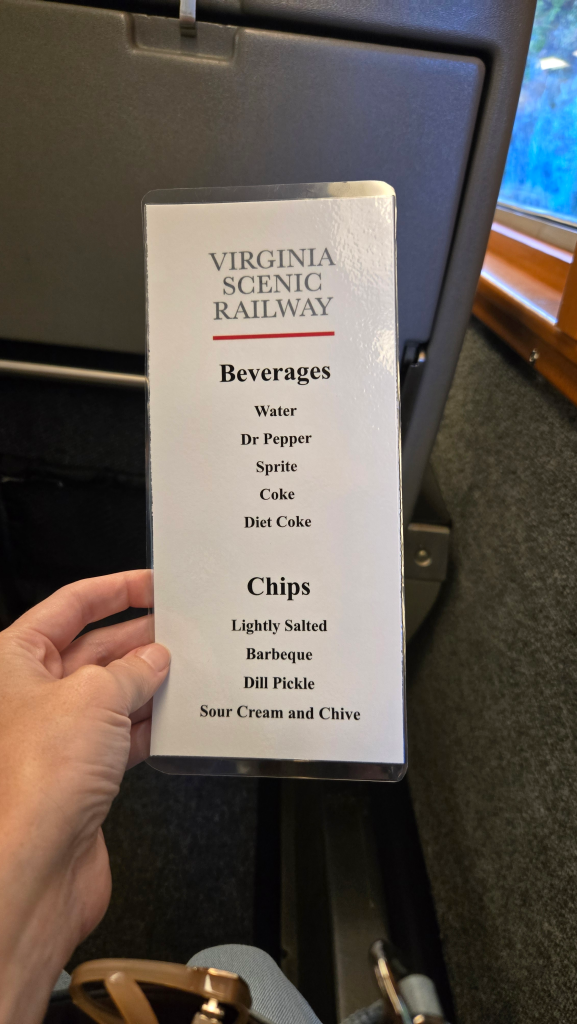 VIRGINIA
SCENIC
RAILWAY
Beverages
Water
Dr Pepper
Sprite
Coke
Diet Coke
Chips
Lightly Salted
Barbeque
Dill Pickle
Sour Cream and Chive